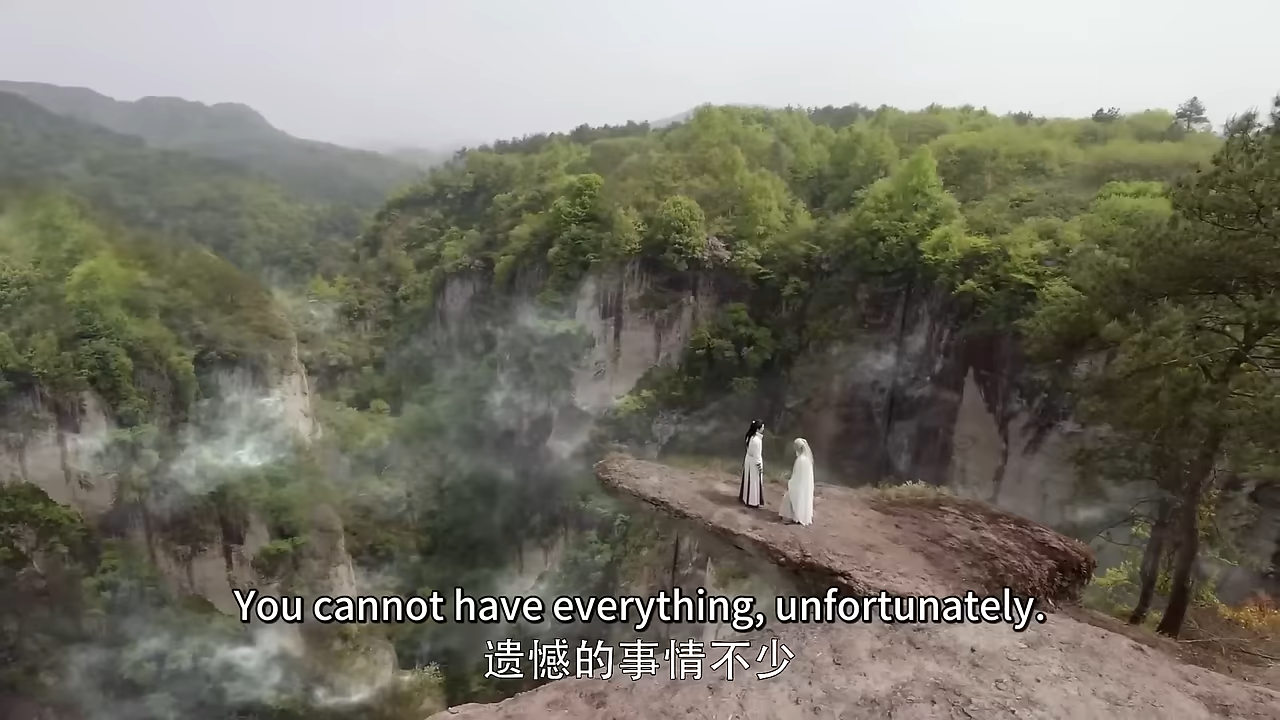 You cannot have everything, unfortunately.
遗憾的事情不少